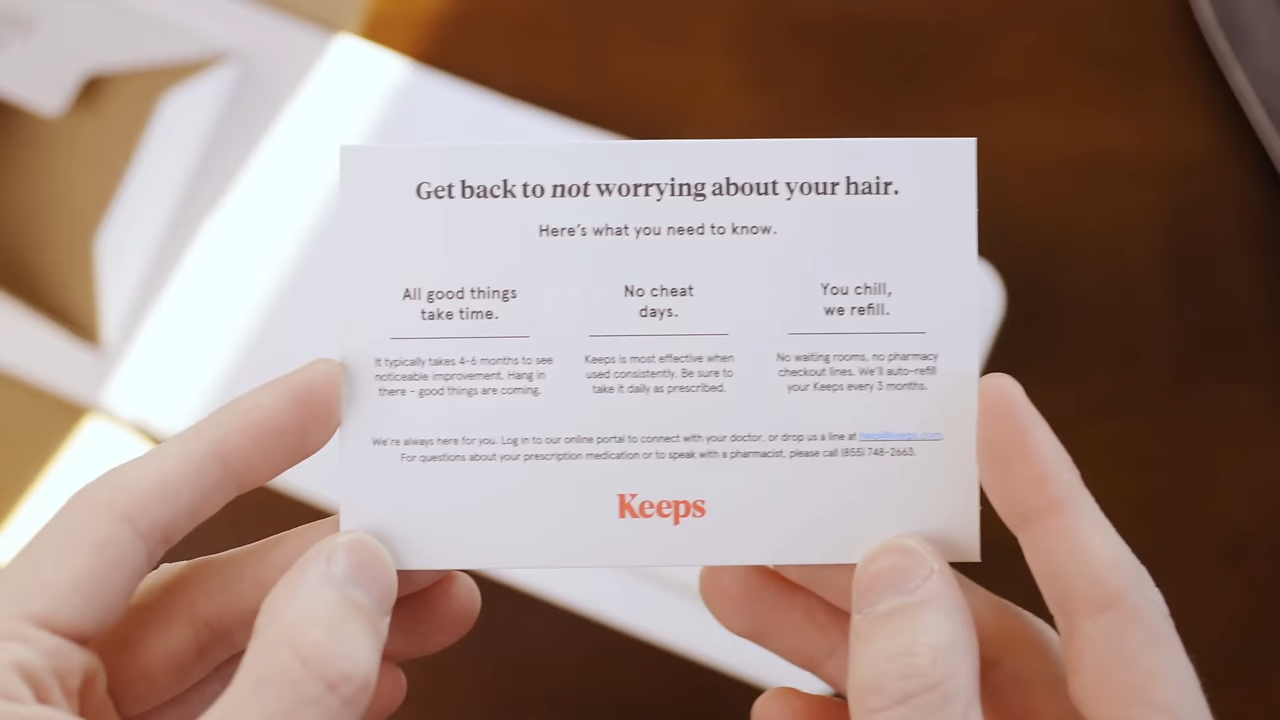 Get back to not worrying about your hair.
Here's what you need to know.
All good things
take time.
It typically takes 4-6 months to see
noticeable improvement. Hang in
there - good things are coming.
No cheat
days.
Keeps is most effective when
used consistently. Be sure to
take it daily as prescribed.
You chill,
we refill.
No waiting rooms, no pharmacy
checkout lines. We'll auto-refill
your Keeps every 3 months.
We're always here for you. Log in to our online portal to connect with your doctor, or drop us a line at help@keeps.com.
For questions about your prescription medication or to speak with a pharmacist, please call (855) 748-2663.
Keeps